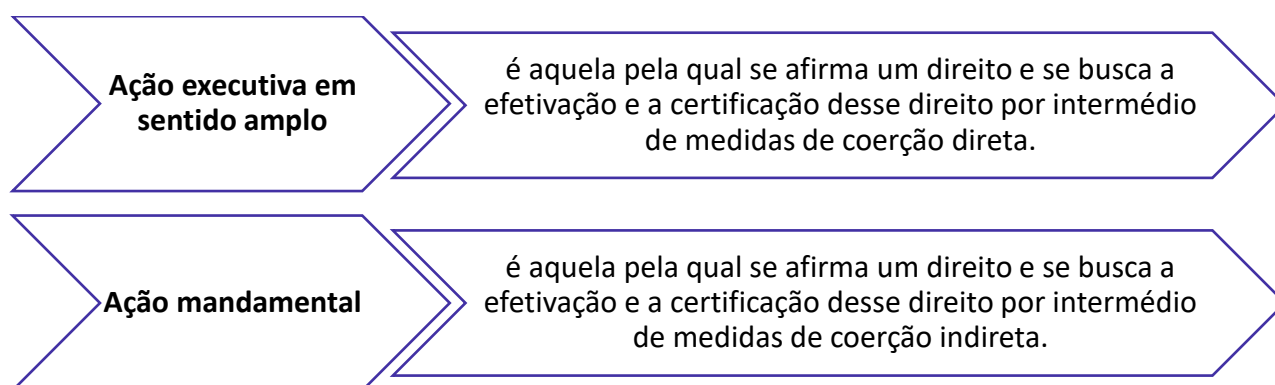 Ação executiva em
sentido amplo
é aquela pela qual se afirma um direito e se busca a
efetivação e a certificação desse direito por intermédio
de medidas de coerção direta.
Ação mandamental
é aquela pela qual se afirma um direito e se busca a
efetivação e a certificação desse direito por intermédio
de medidas de coerção indireta.